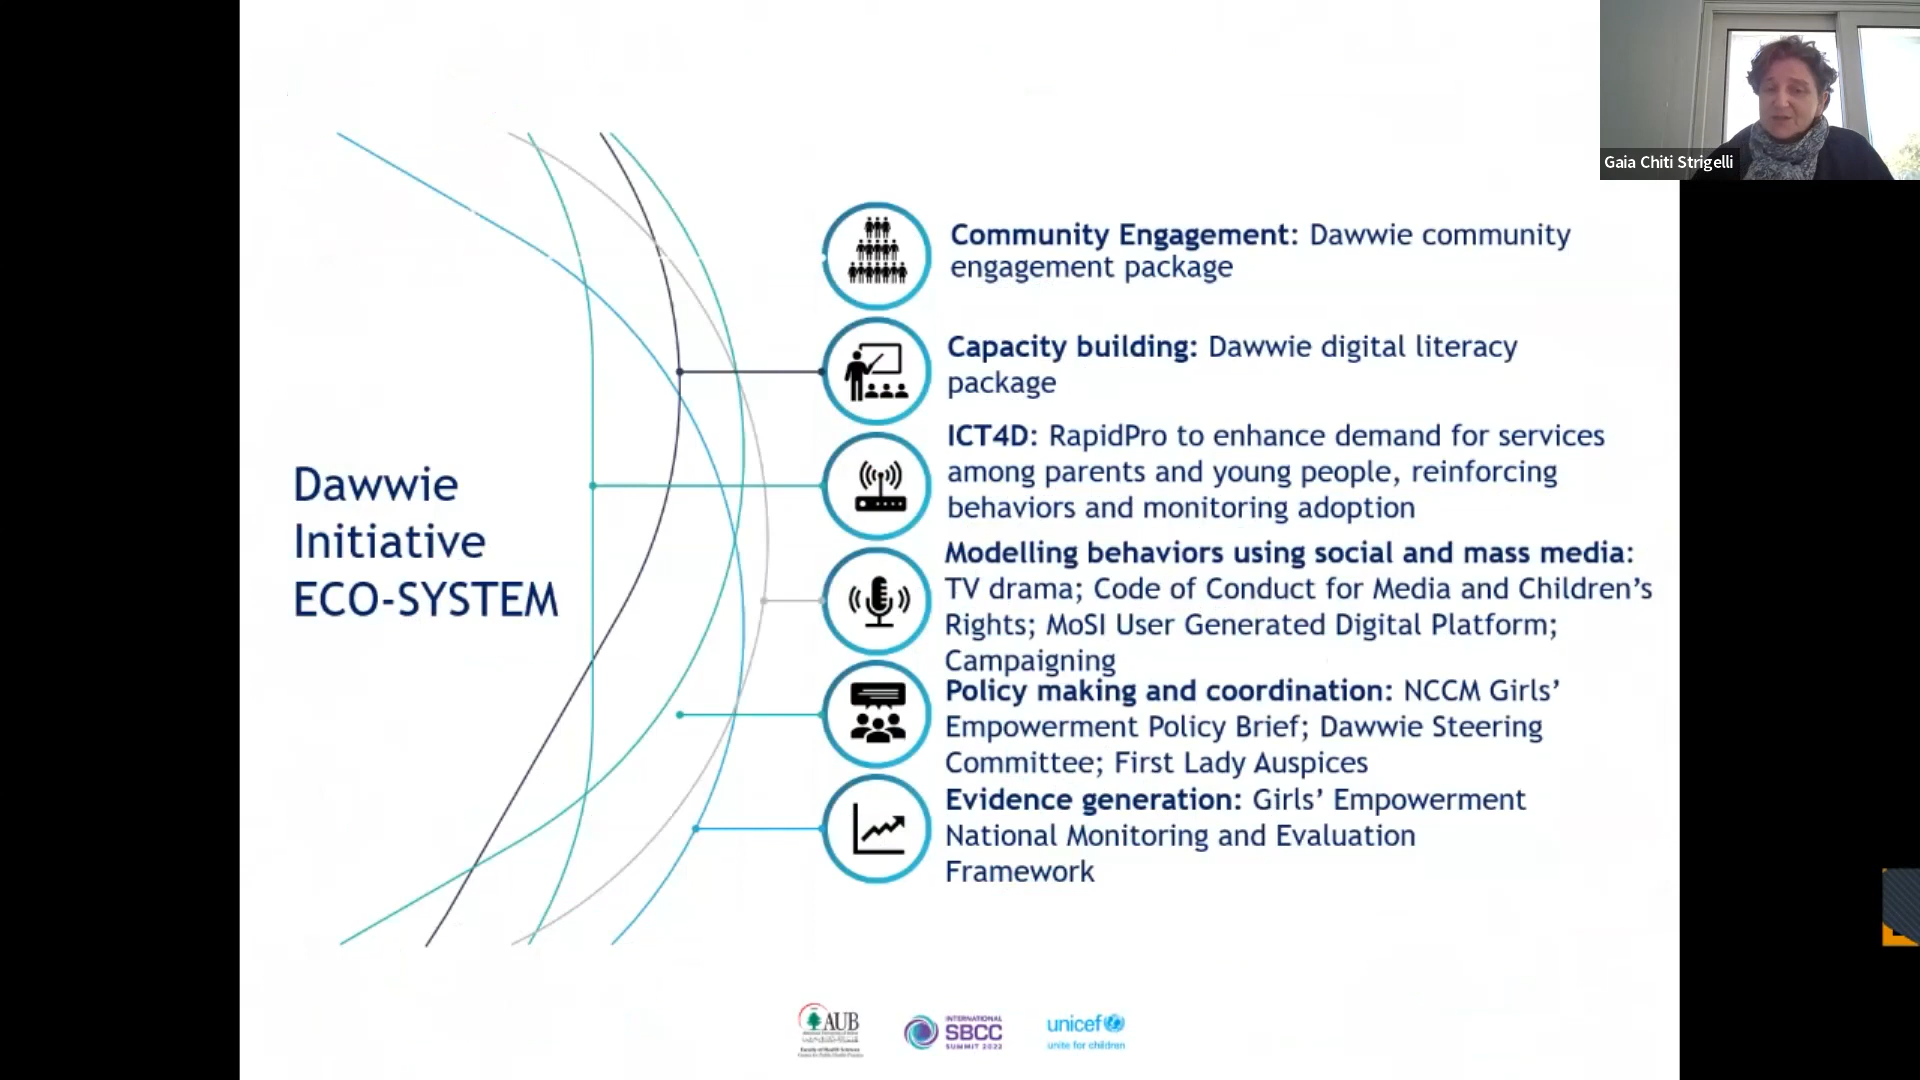 Gaia Chiti Strigelli
Dawwie
Initiative
ECO-SYSTEM
Community Engagement: Dawwie community
engagement package
Capacity building: Dawwie digital literacy
package
ICT4D: RapidPro to enhance demand for services
among parents and young people, reinforcing
behaviors and monitoring adoption
Modelling behaviors using social and mass media:
TV drama; Code of Conduct for Media and Children’s
Rights; MoSI User Generated Digital Platform;
Campaigning
Policy making and coordination: NCCM Girls’
Empowerment Policy Brief; Dawwie Steering
Committee; First Lady Auspices
Evidence generation: Girls’ Empowerment
National Monitoring and Evaluation
Framework
AUB
INTERNATIONAL
SBCC
SUMMIT 2022
unicef
unite for children